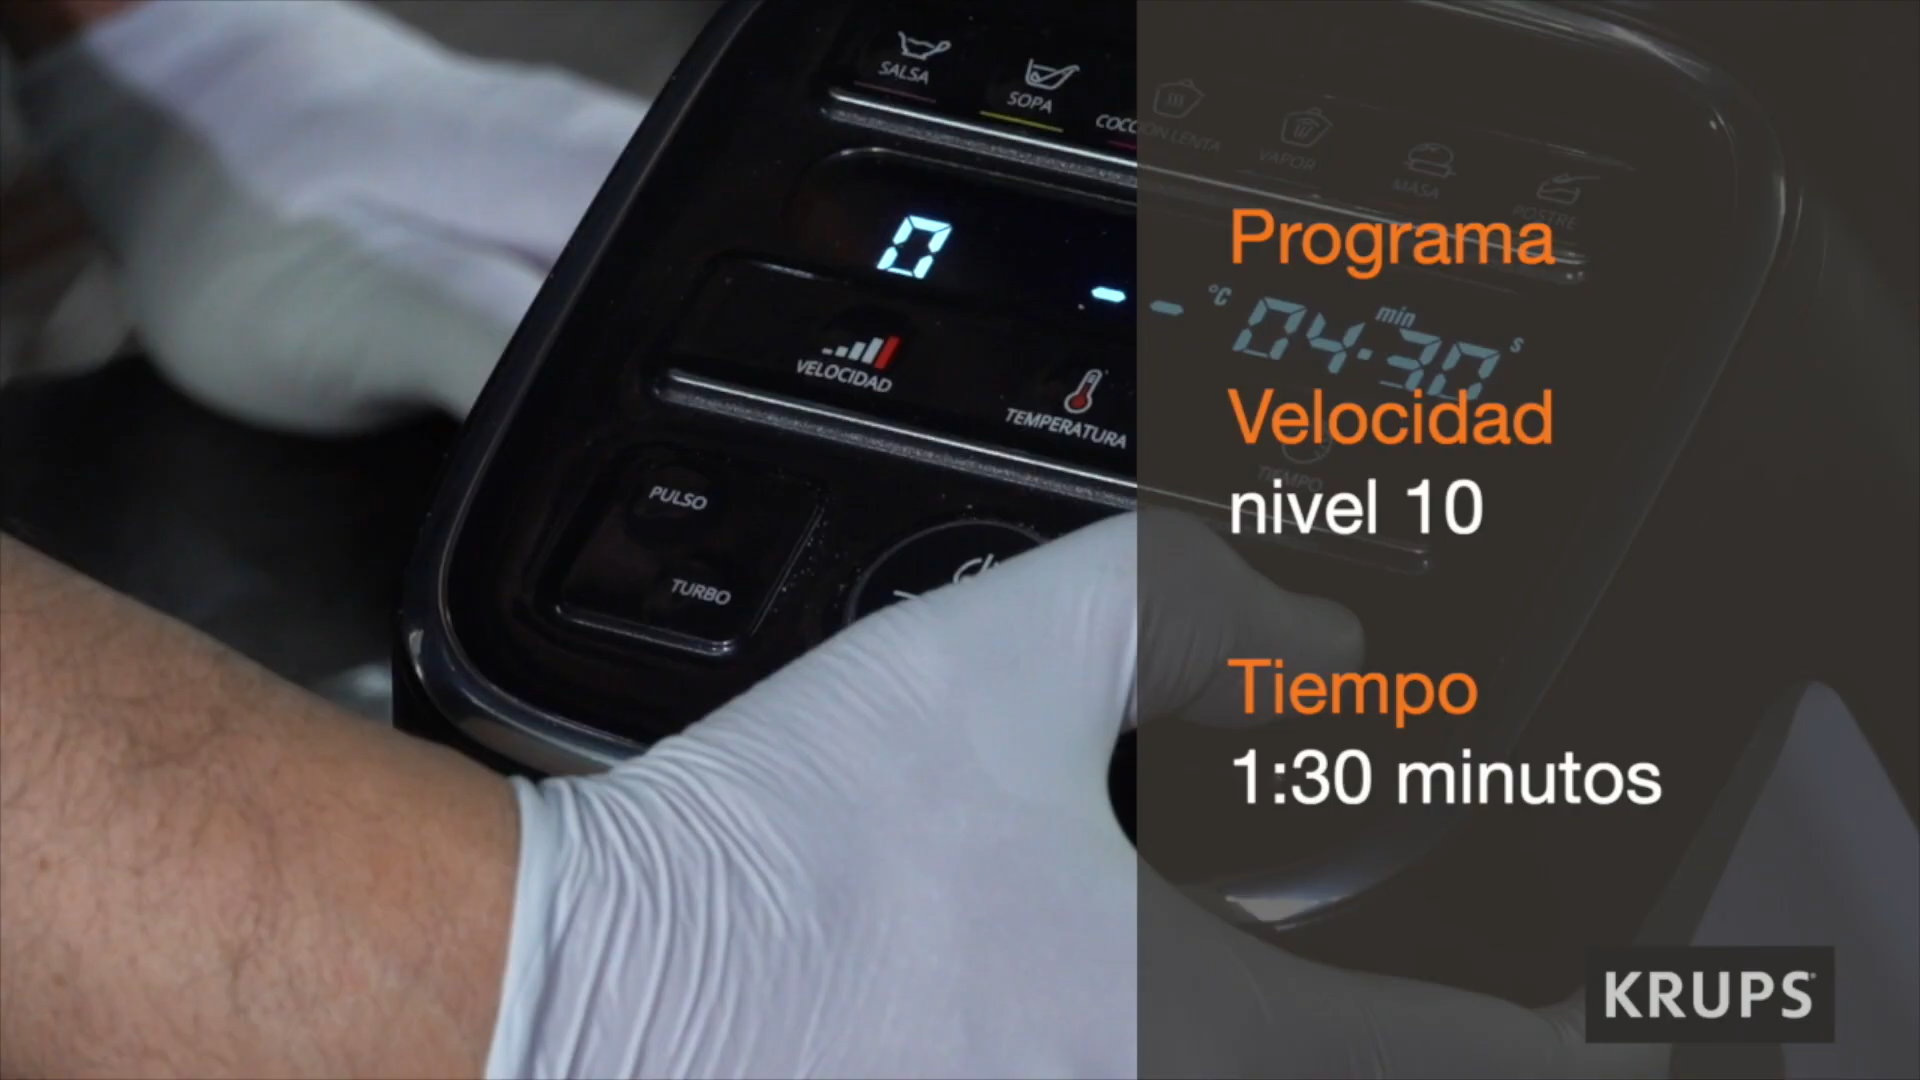 SALSA
SOPA
COCCIÓN LENTA
VAPOR
MASA
POSTRE
0
- - °C
04:30
min
s
VELOCIDAD
TEMPERATURA
TIEMPO
PULSO
TURBO
Programa
Velocidad
nivel 10
Tiempo
1:30 minutos
KRUPS